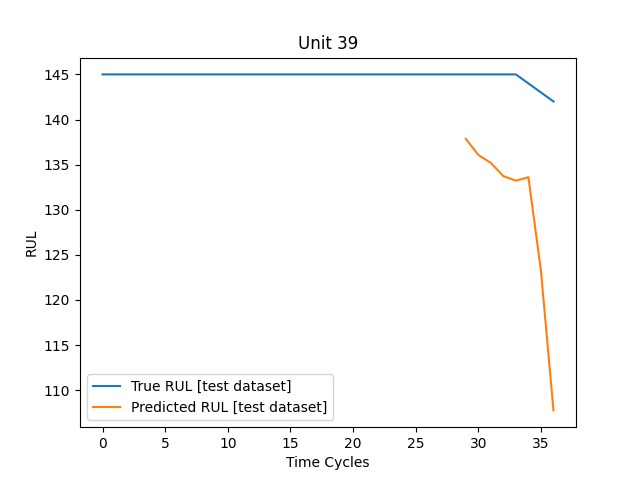 Unit 39
145
140
135
130
125
120
115
110
RUL
True RUL [test dataset]
Predicted RUL [test dataset]
0 5 10 15 20 25 30 35
Time Cycles